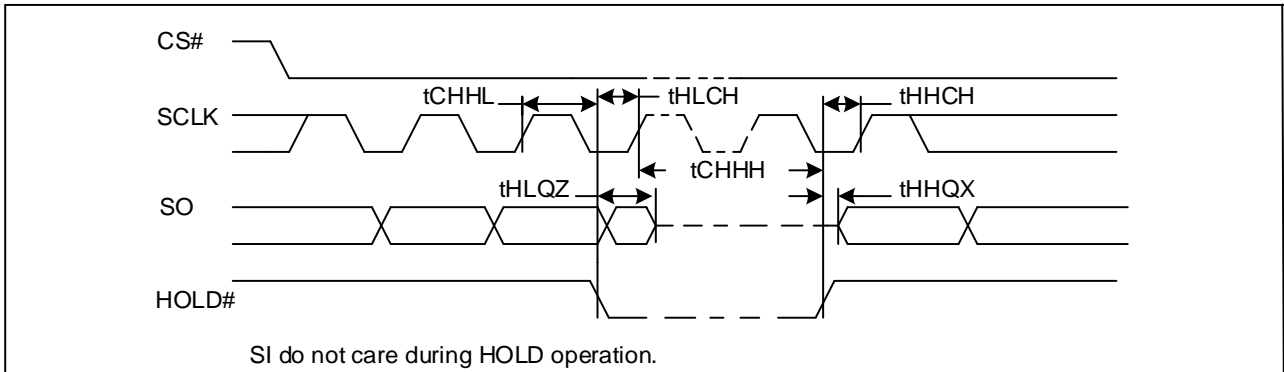 CS#
tCHHL
tHLCH
tHHCH
SCLK
tCHHH
tHLQZ
tHHQX
SO
HOLD#
SI do not care during HOLD operation.